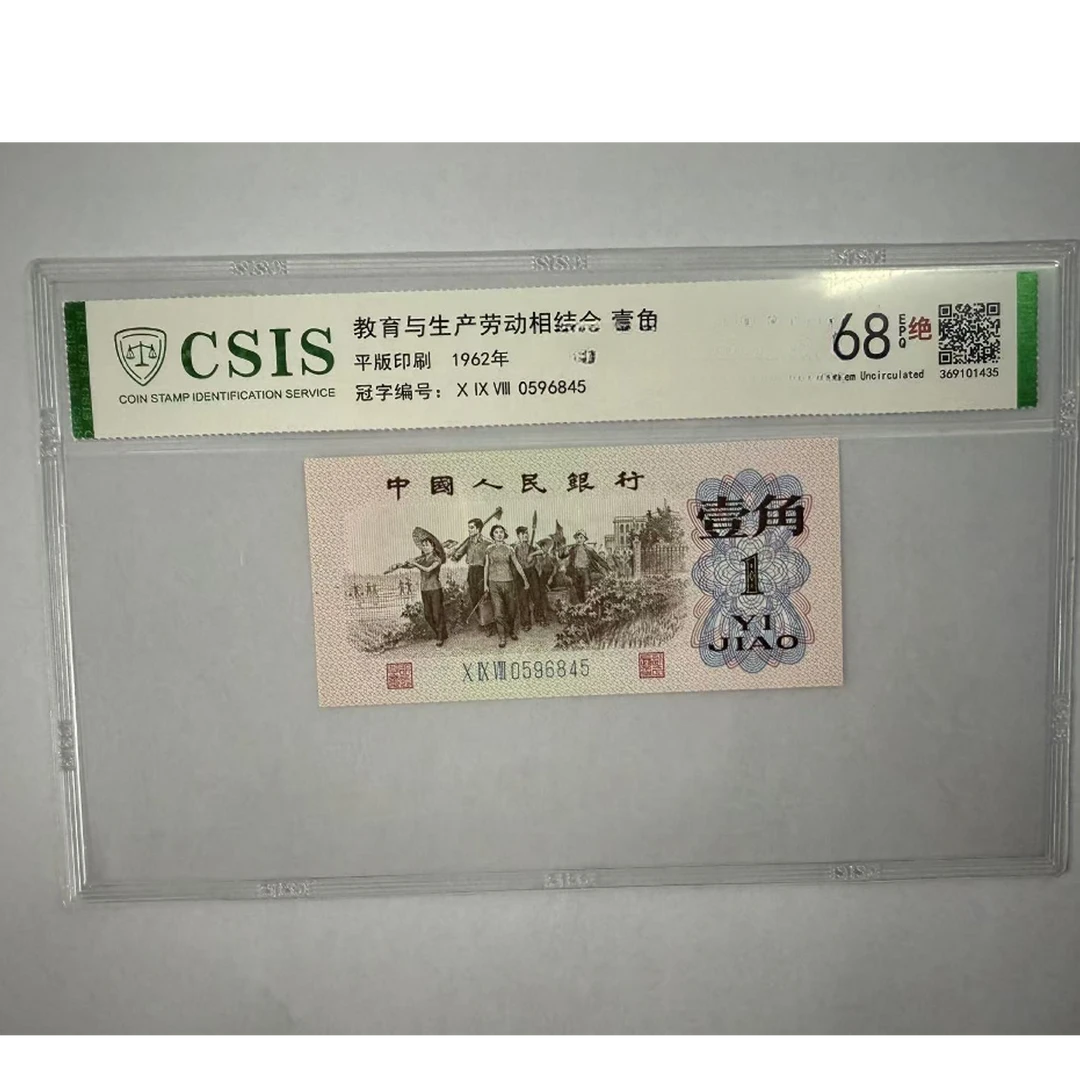 CSIS
COIN STAMP IDENTIFICATION SERVICE
教育与生产劳动相结合 壹角
平版印刷 1962年
冠字编号: X IX VIII 0596845
68 EPQ 绝
Uncirculated
369101435
中國人民銀行
壹角
1
YI
JIAO
X IX VIII 0596845